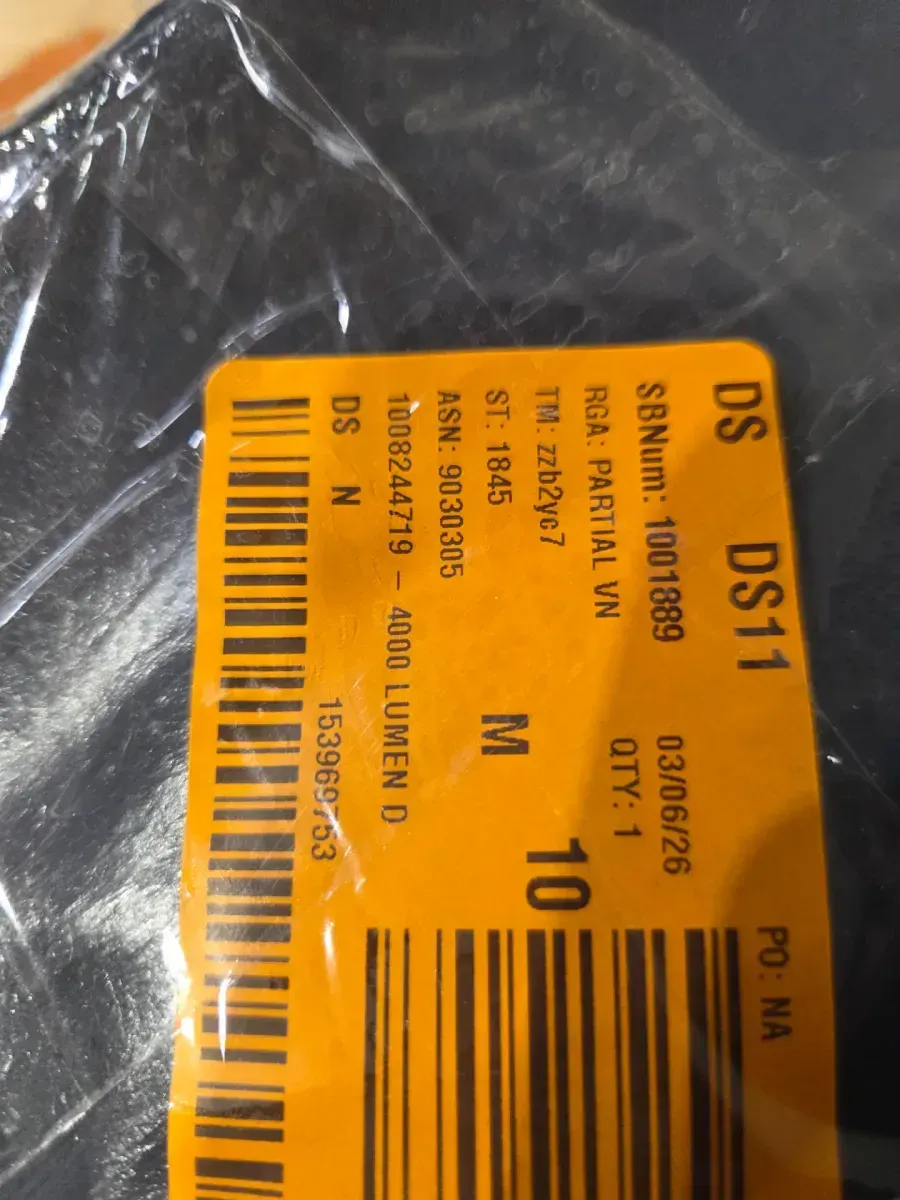 DS DS11
PO: NA
SBNum: 1001889 03/06/26
RGA: PARTIAL VN QTY: 1
TM: zzb2yc7 10
ST: 1845 M
ASN: 9030305
1008244719 - 4000 LUMEN D
DS N 153969753